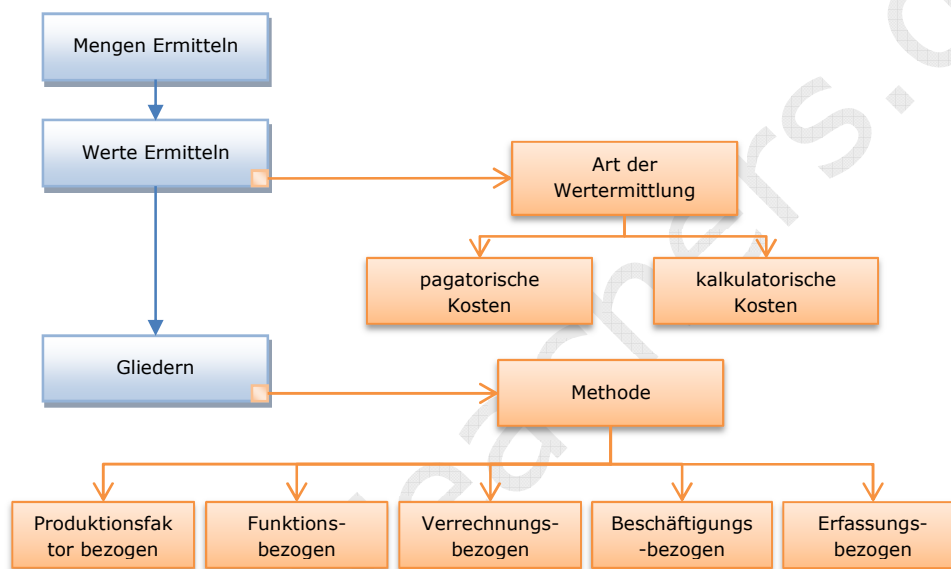 Mengen Ermitteln
Werte Ermitteln
Art der
Wertermittlung
pagatorische
Kosten
kalkulatorische
Kosten
Gliedern
Methode
Produktionsfak
tor bezogen
Funktions-
bezogen
Verrechnungs-
bezogen
Beschäftigungs
-bezogen
Erfassungs-
bezogen